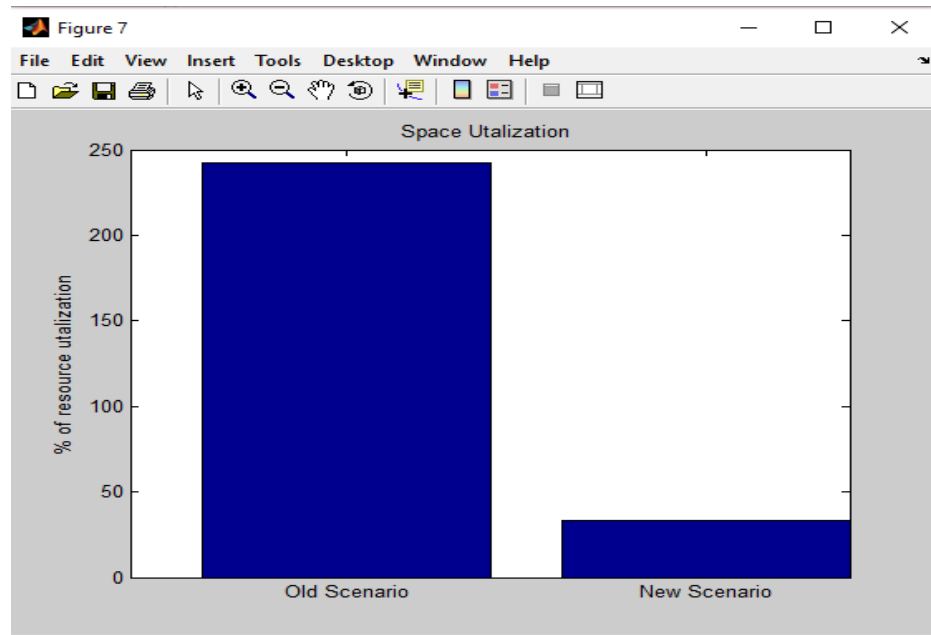 Figure 7
File Edit View Insert Tools Desktop Window Help
Space Utalization
250
200
150
100
50
0
% of resource utalization
Old Scenario New Scenario